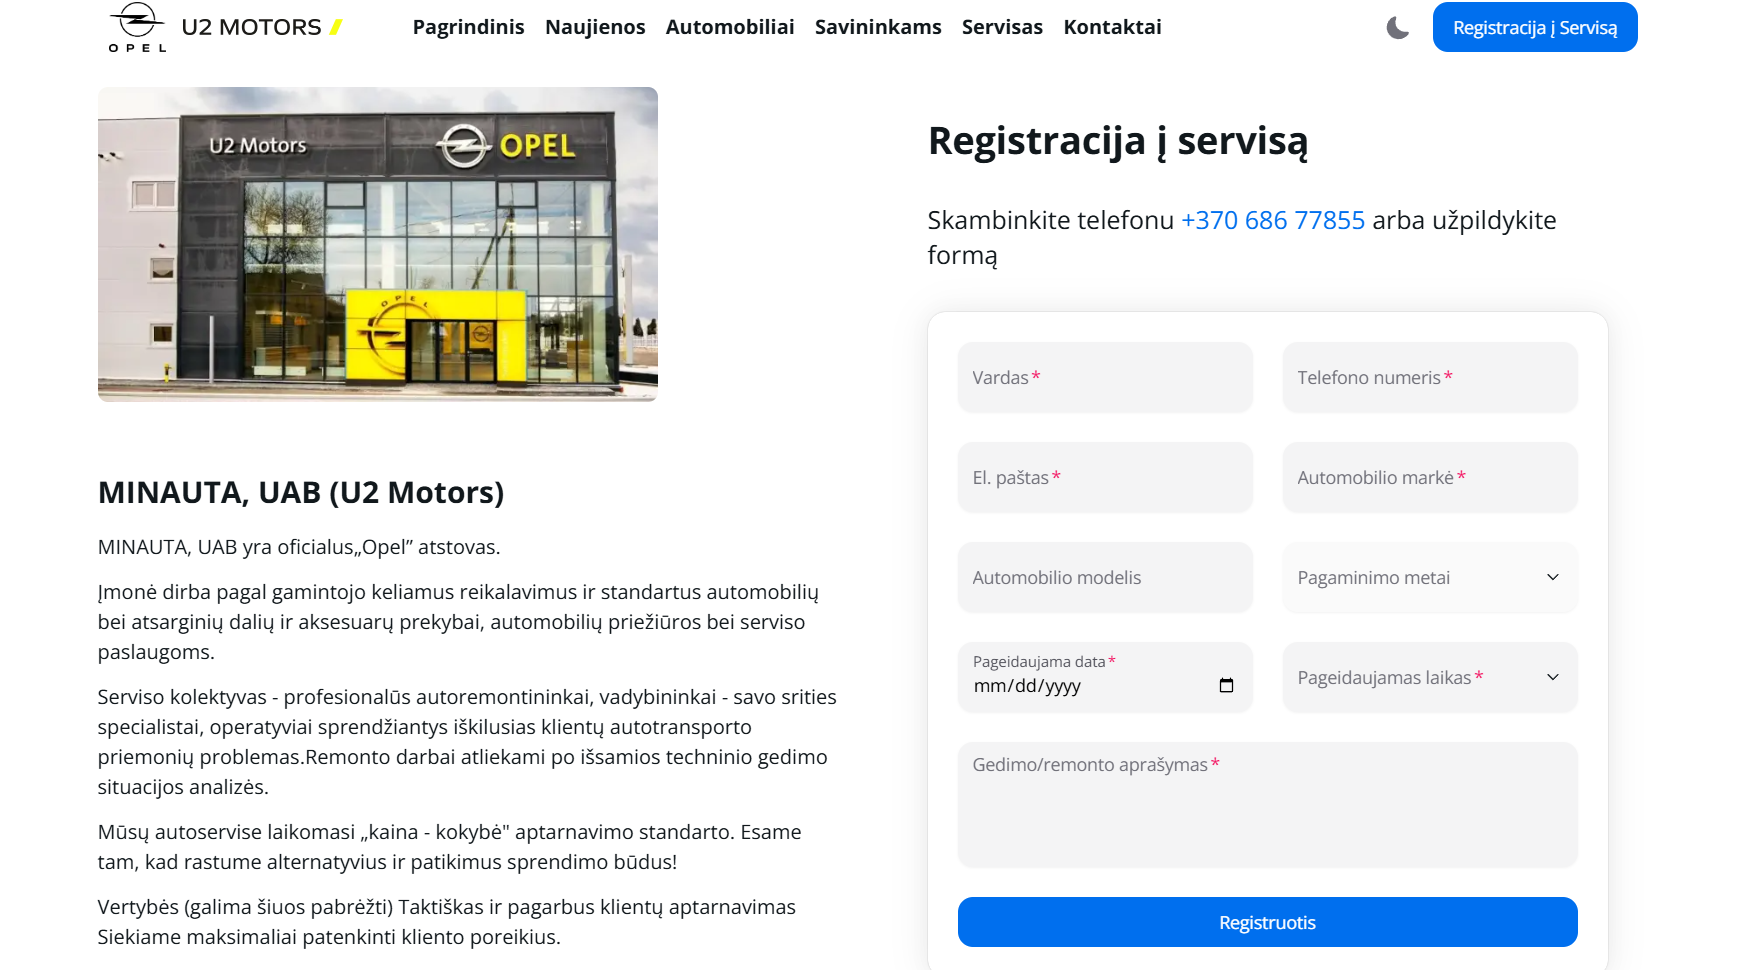 OPEL
U2 MOTORS
Pagrindinis Naujienos Automobiliai Savininkams Servisas Kontaktai
Registracija į Servisą
U2 Motors
OPEL
OPEL
MINAUTA, UAB (U2 Motors)
MINAUTA, UAB yra oficialus„Opel” atstovas.
Įmonė dirba pagal gamintojo keliamus reikalavimus ir standartus automobilių
bei atsarginių dalių ir aksesuarų prekybai, automobilių priežiūros bei serviso
paslaugoms.
Serviso kolektyvas - profesionalūs autoremontininkai, vadybininkai - savo srities
specialistai, operatyviai sprendžiantys iškilusias klientų autotransporto
priemonių problemas.Remonto darbai atliekami po išsamios techninio gedimo
situacijos analizės.
Mūsų autoservise laikomasi „kaina - kokybė" aptarnavimo standarto. Esame
tam, kad rastume alternatyvius ir patikimus sprendimo būdus!
Vertybės (galima šiuos pabrėžti) Taktiškas ir pagarbus klientų aptarnavimas
Siekiame maksimaliai patenkinti kliento poreikius.
Registracija į servisą
Skambinkite telefonu +370 686 77855 arba užpildykite
formą
Vardas*
Telefono numeris*
El. paštas*
Automobilio markė*
Automobilio modelis
Pagaminimo metai
Pageidaujama data*
mm/dd/yyyy
Pageidaujamas laikas*
Gedimo/remonto aprašymas*
Registruotis